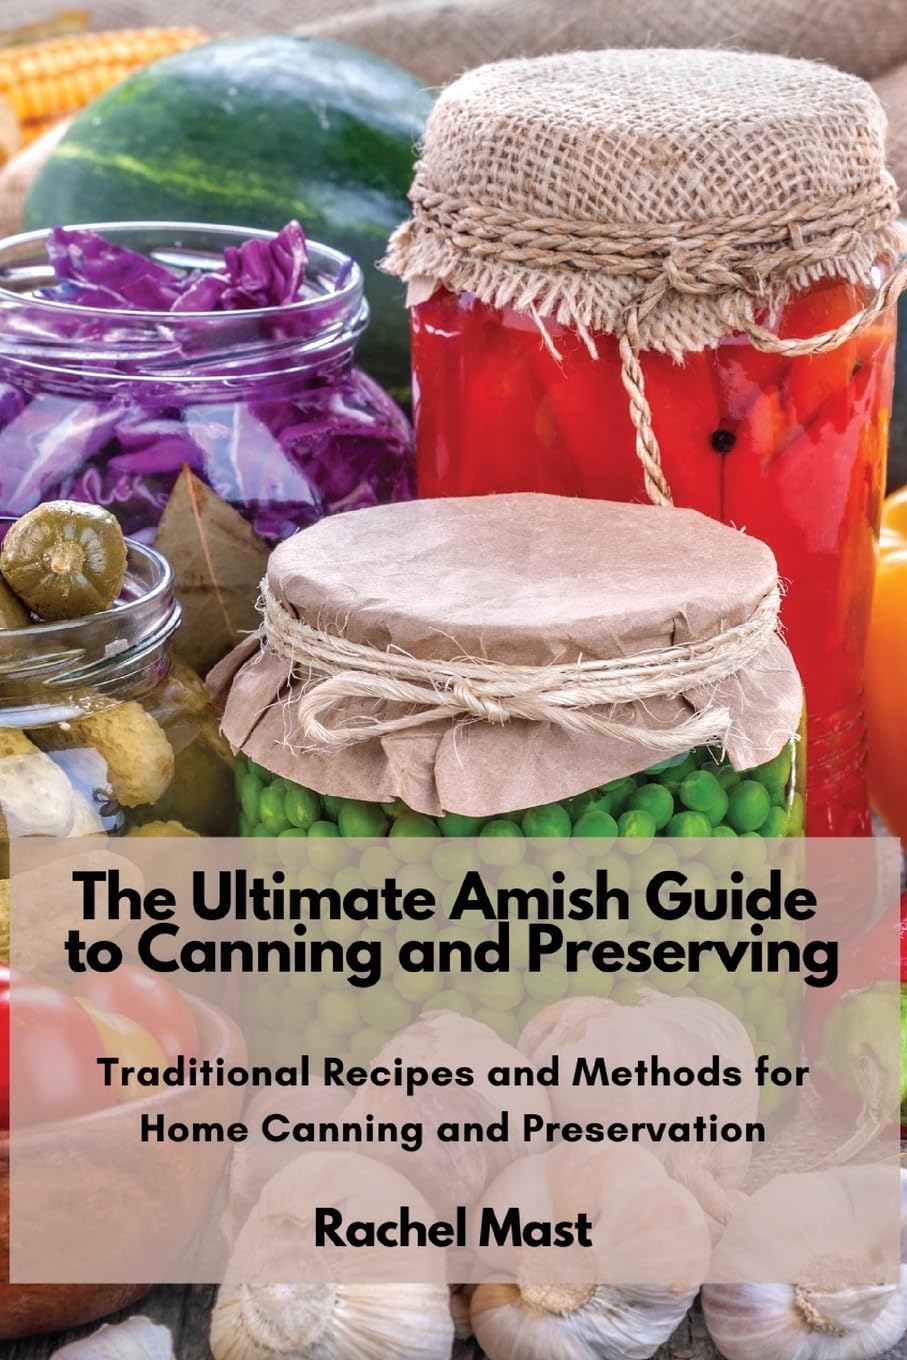 The Ultimate Amish Guide
to Canning and Preserving
Traditional Recipes and Methods for
Home Canning and Preservation
Rachel Mast